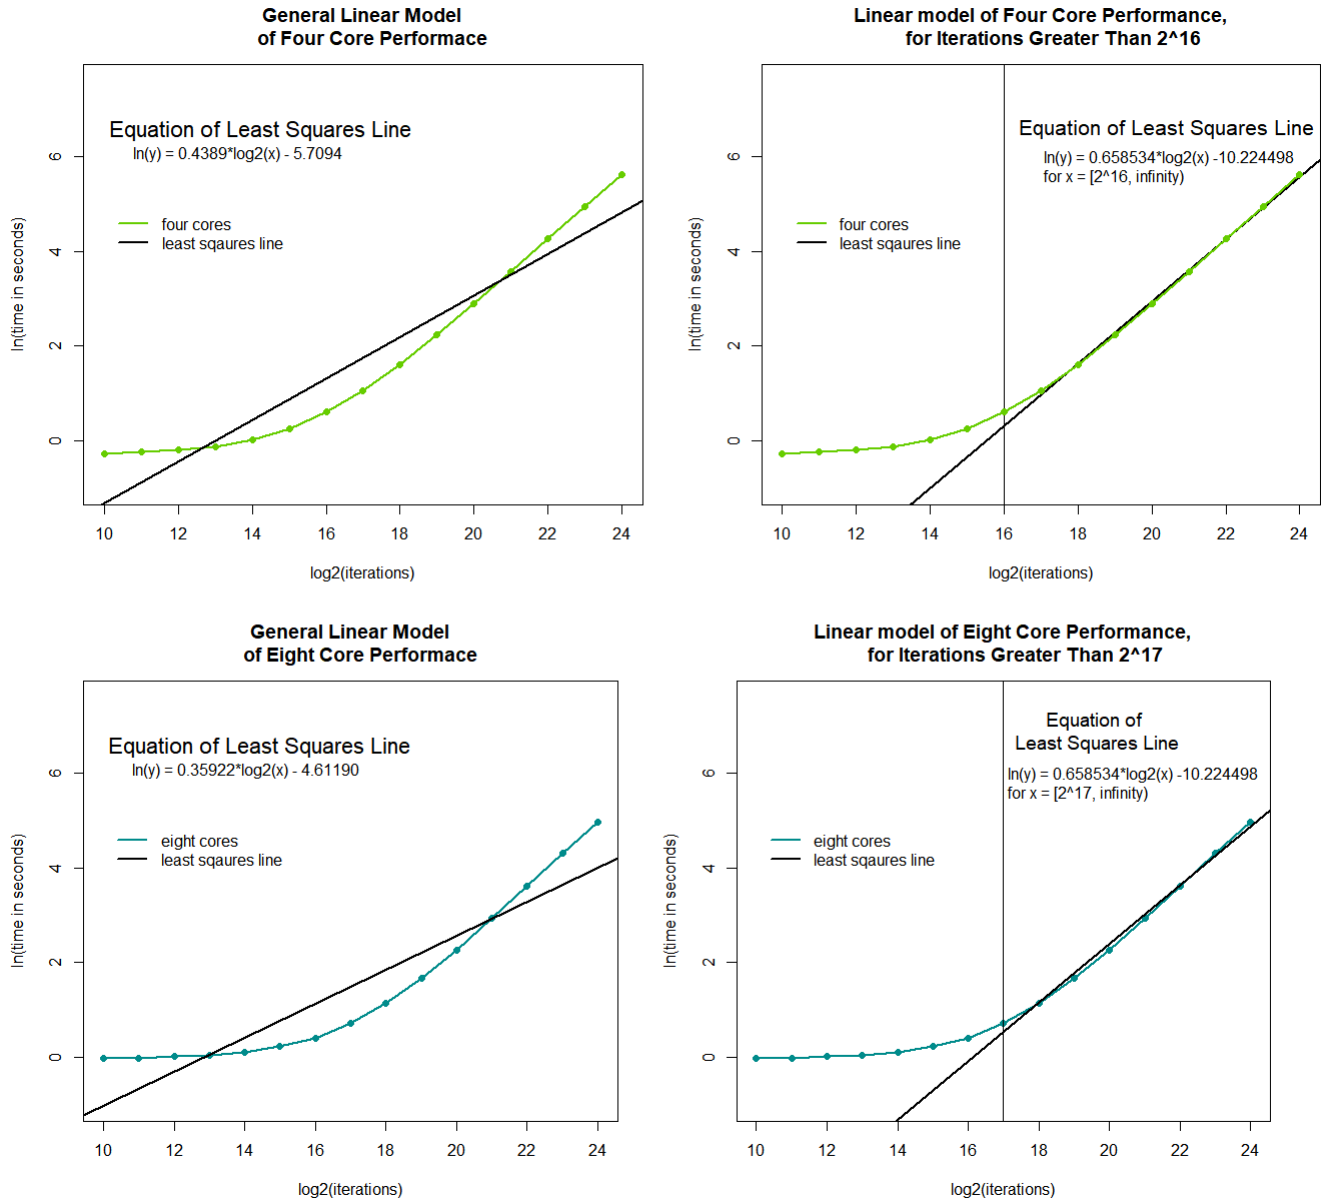 General Linear Model
of Four Core Performace
Equation of Least Squares Line
ln(y) = 0.4389*log2(x) - 5.7094
four cores
least sqaures line
ln(time in seconds)
6
4
2
0
10 12 14 16 18 20 22 24
log2(iterations)
Linear model of Four Core Performance,
for Iterations Greater Than 2^16
Equation of Least Squares Line
ln(y) = 0.658534*log2(x) -10.224498
for x = [2^16, infinity)
four cores
least sqaures line
ln(time in seconds)
6
4
2
0
10 12 14 16 18 20 22 24
log2(iterations)
General Linear Model
of Eight Core Performace
Equation of Least Squares Line
ln(y) = 0.35922*log2(x) - 4.61190
eight cores
least sqaures line
ln(time in seconds)
6
4
2
0
10 12 14 16 18 20 22 24
log2(iterations)
Linear model of Eight Core Performance,
for Iterations Greater Than 2^17
Equation of
Least Squares Line
ln(y) = 0.658534*log2(x) -10.224498
for x = [2^17, infinity)
eight cores
least sqaures line
ln(time in seconds)
6
4
2
0
10 12 14 16 18 20 22 24
log2(iterations)